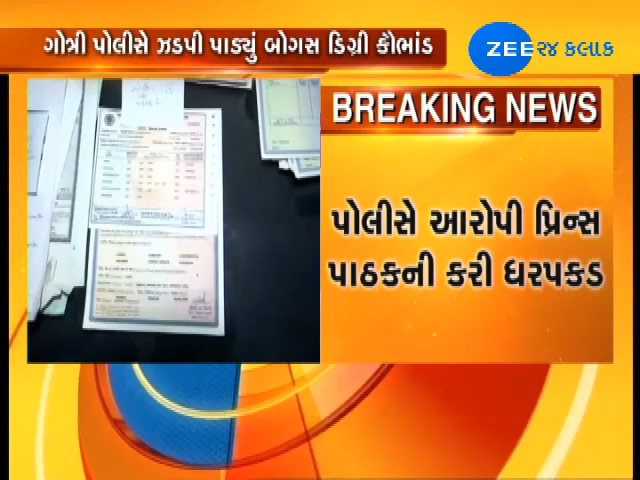 ગોત્રી પોલીસે ઝડપી પાડ્યું બોગસ ડિગ્રી કૌભાંડ
ZEE ૨૪ કલાક
BREAKING NEWS
પોલીસે આરોપી પ્રિન્સ
પાઠકની કરી ધરપકડ